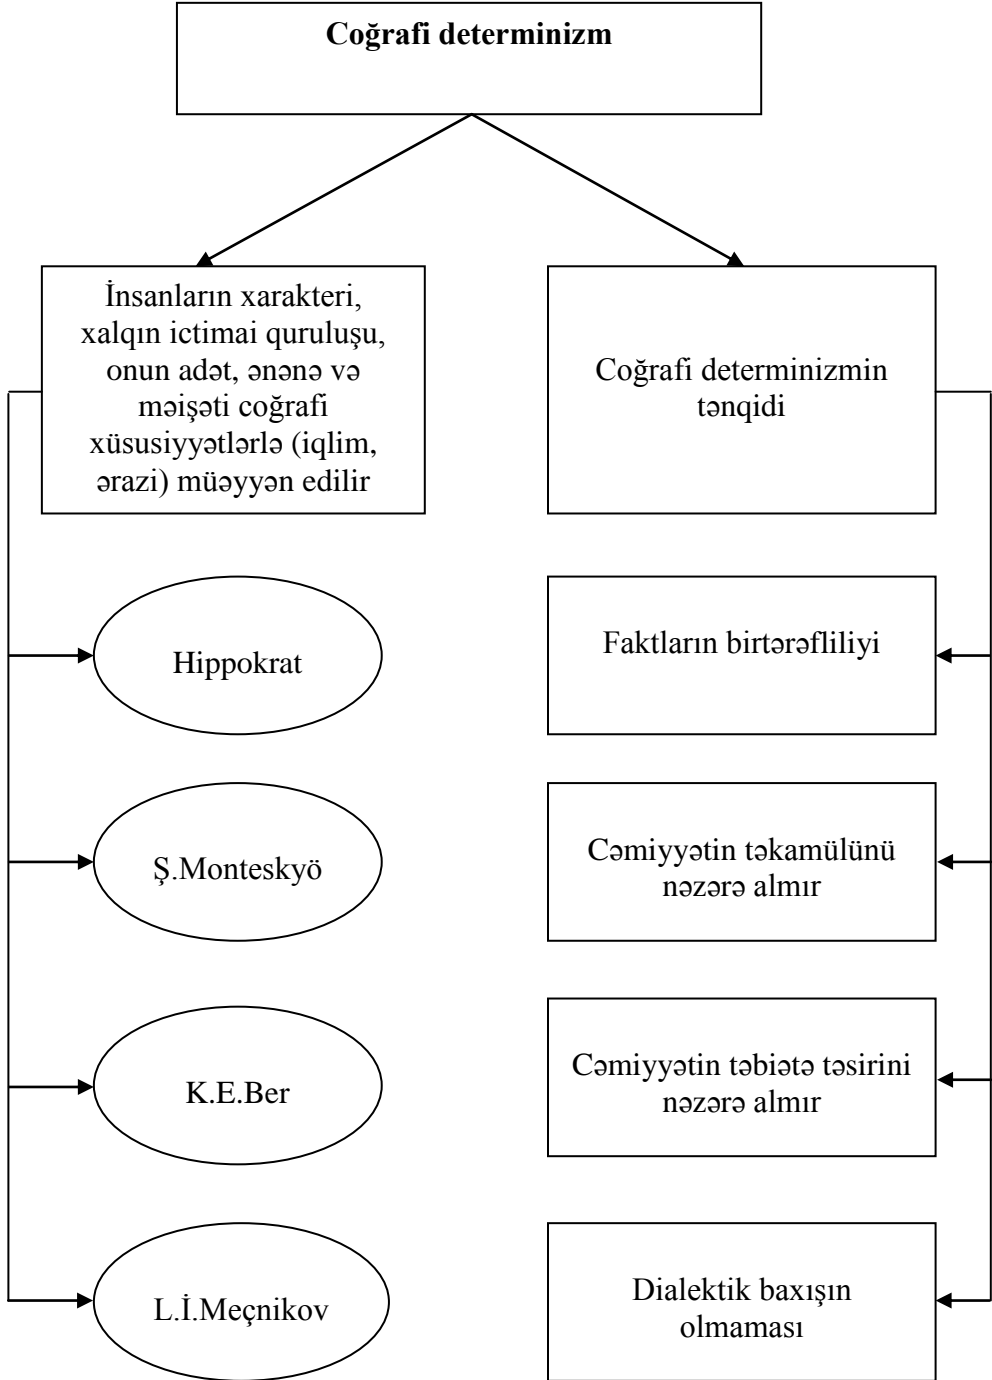 Coğrafi determinizm
İnsanların xarakteri,
xalqın ictimai quruluşu,
onun adət, ənənə və
məişəti coğrafi
xüsusiyyətlərlə (iqlim,
ərazi) müəyyən edilir
Coğrafi determinizmin
tənqidi
Hippokrat
Faktların birtərəfliliyi
Ş.Monteskyö
Cəmiyyətin təkamülünü
nəzərə almır
K.E.Ber
Cəmiyyətin təbiətə təsirini
nəzərə almır
L.İ.Meçnikov
Dialektik baxışın
olmaması